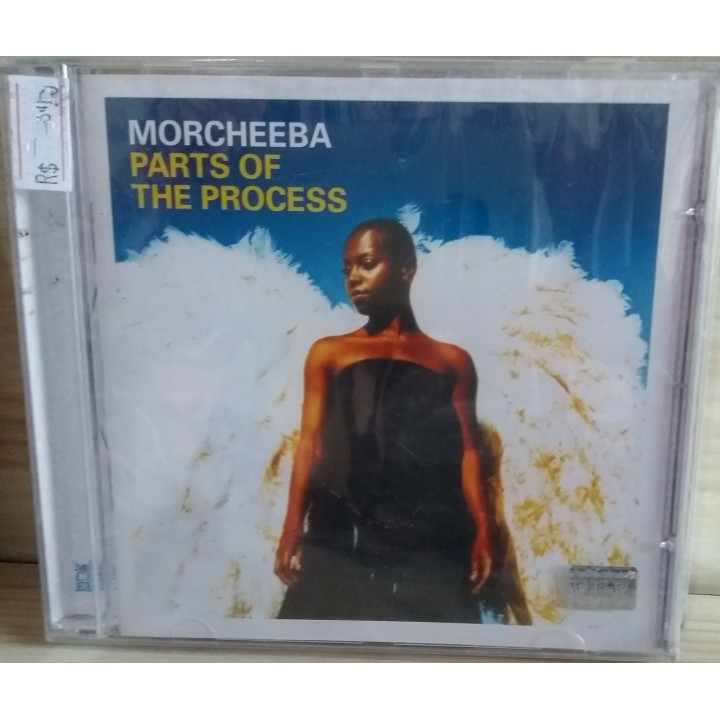 MORCHEEBA
PARTS OF
THE PROCESS
R$